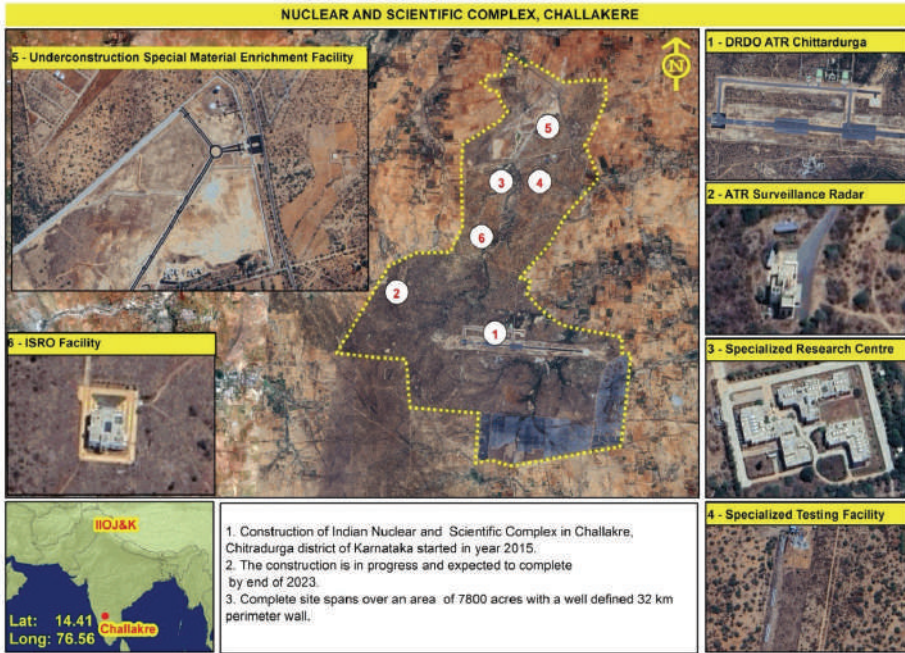 NUCLEAR AND SCIENTIFIC COMPLEX, CHALLAKERE
5 - Underconstruction Special Material Enrichment Facility
N
1 - DRDO ATR Chittardurga
5
3
4
6
2
1
2 - ATR Surveillance Radar
6 - ISRO Facility
3 - Specialized Research Centre
4 - Specialized Testing Facility
IIOJ&K
Challakre
Lat: 14.41
Long: 76.56
1. Construction of Indian Nuclear and Scientific Complex in Challakre,
Chitradurga district of Karnataka started in year 2015.
2. The construction is in progress and expected to complete
by end of 2023.
3. Complete site spans over an area of 7800 acres with a well defined 32 km
perimeter wall.